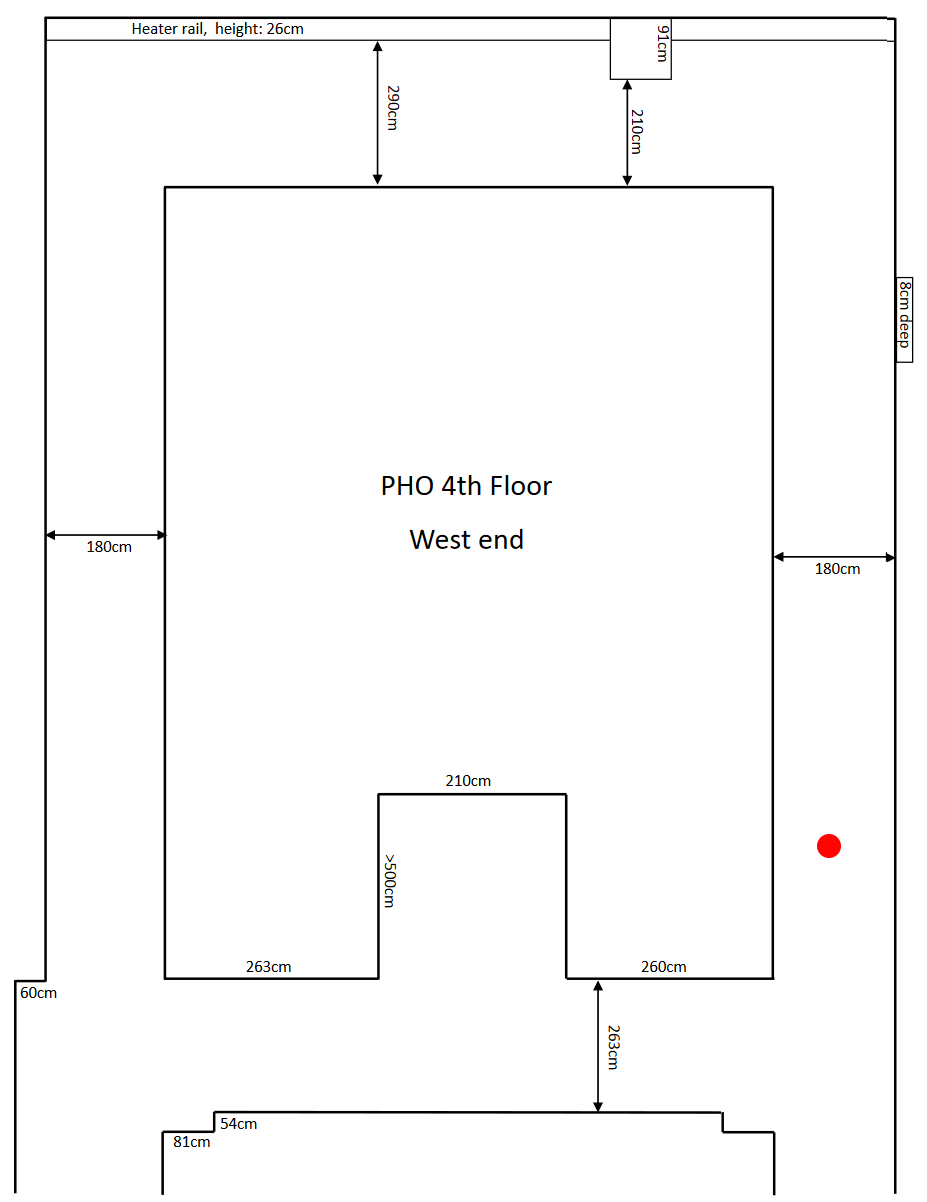 Heater rail,  height: 26cm
91cm
290cm
210cm
8cm deep
PHO 4th Floor
West end
180cm
180cm
210cm
>500cm
263cm
260cm
60cm
263cm
54cm
81cm